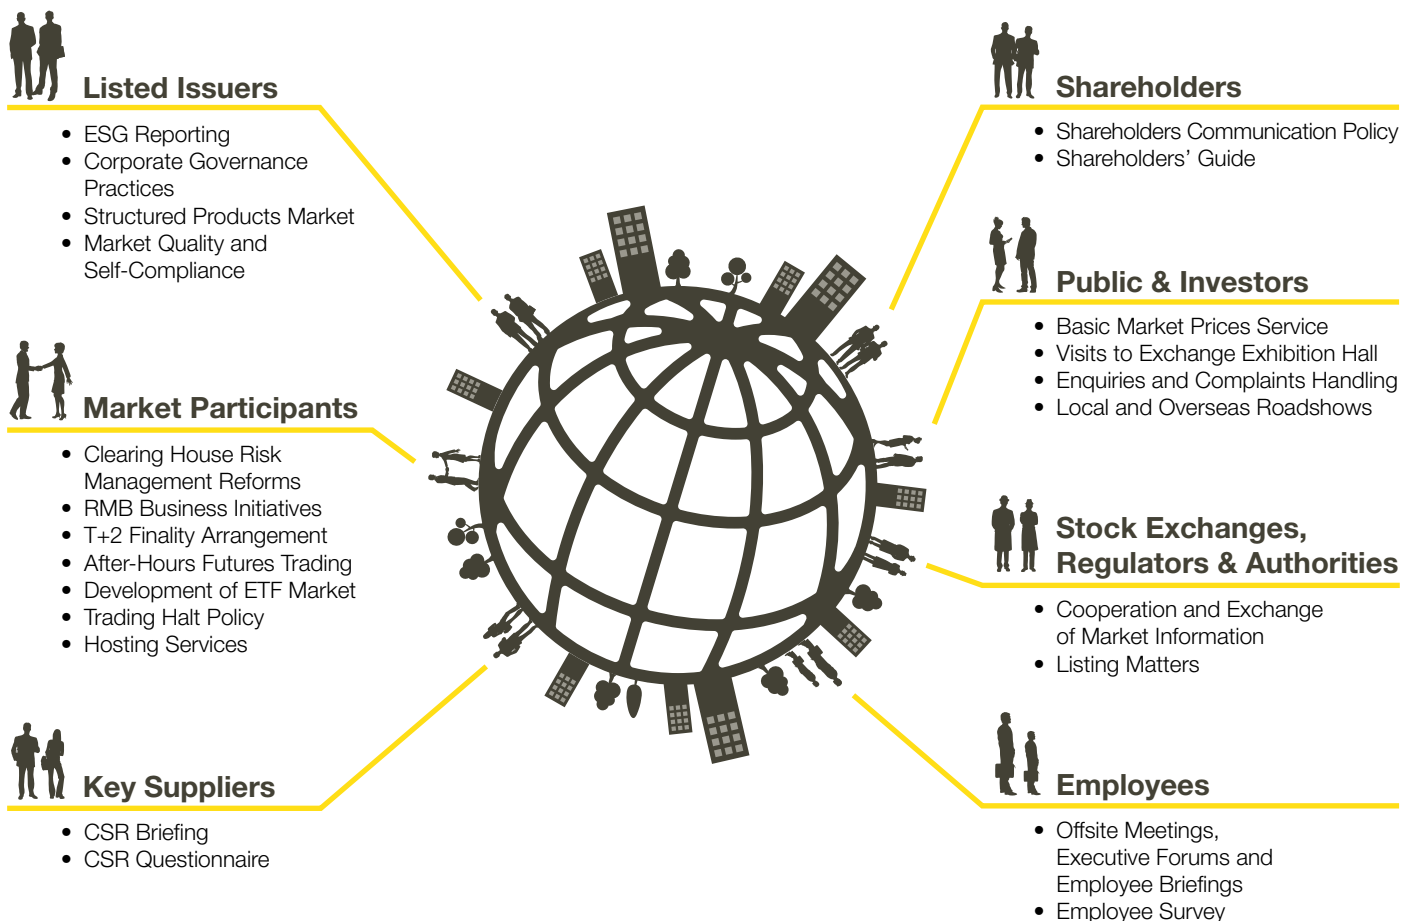 Listed Issuers
• ESG Reporting
• Corporate Governance
Practices
• Structured Products Market
• Market Quality and
Self-Compliance
Market Participants
• Clearing House Risk
Management Reforms
• RMB Business Initiatives
• T+2 Finality Arrangement
• After-Hours Futures Trading
• Development of ETF Market
• Trading Halt Policy
• Hosting Services
Key Suppliers
• CSR Briefing
• CSR Questionnaire
Shareholders
• Shareholders Communication Policy
• Shareholders’ Guide
Public & Investors
• Basic Market Prices Service
• Visits to Exchange Exhibition Hall
• Enquiries and Complaints Handling
• Local and Overseas Roadshows
Stock Exchanges,
Regulators & Authorities
• Cooperation and Exchange
of Market Information
• Listing Matters
Employees
• Offsite Meetings,
Executive Forums and
Employee Briefings
• Employee Survey